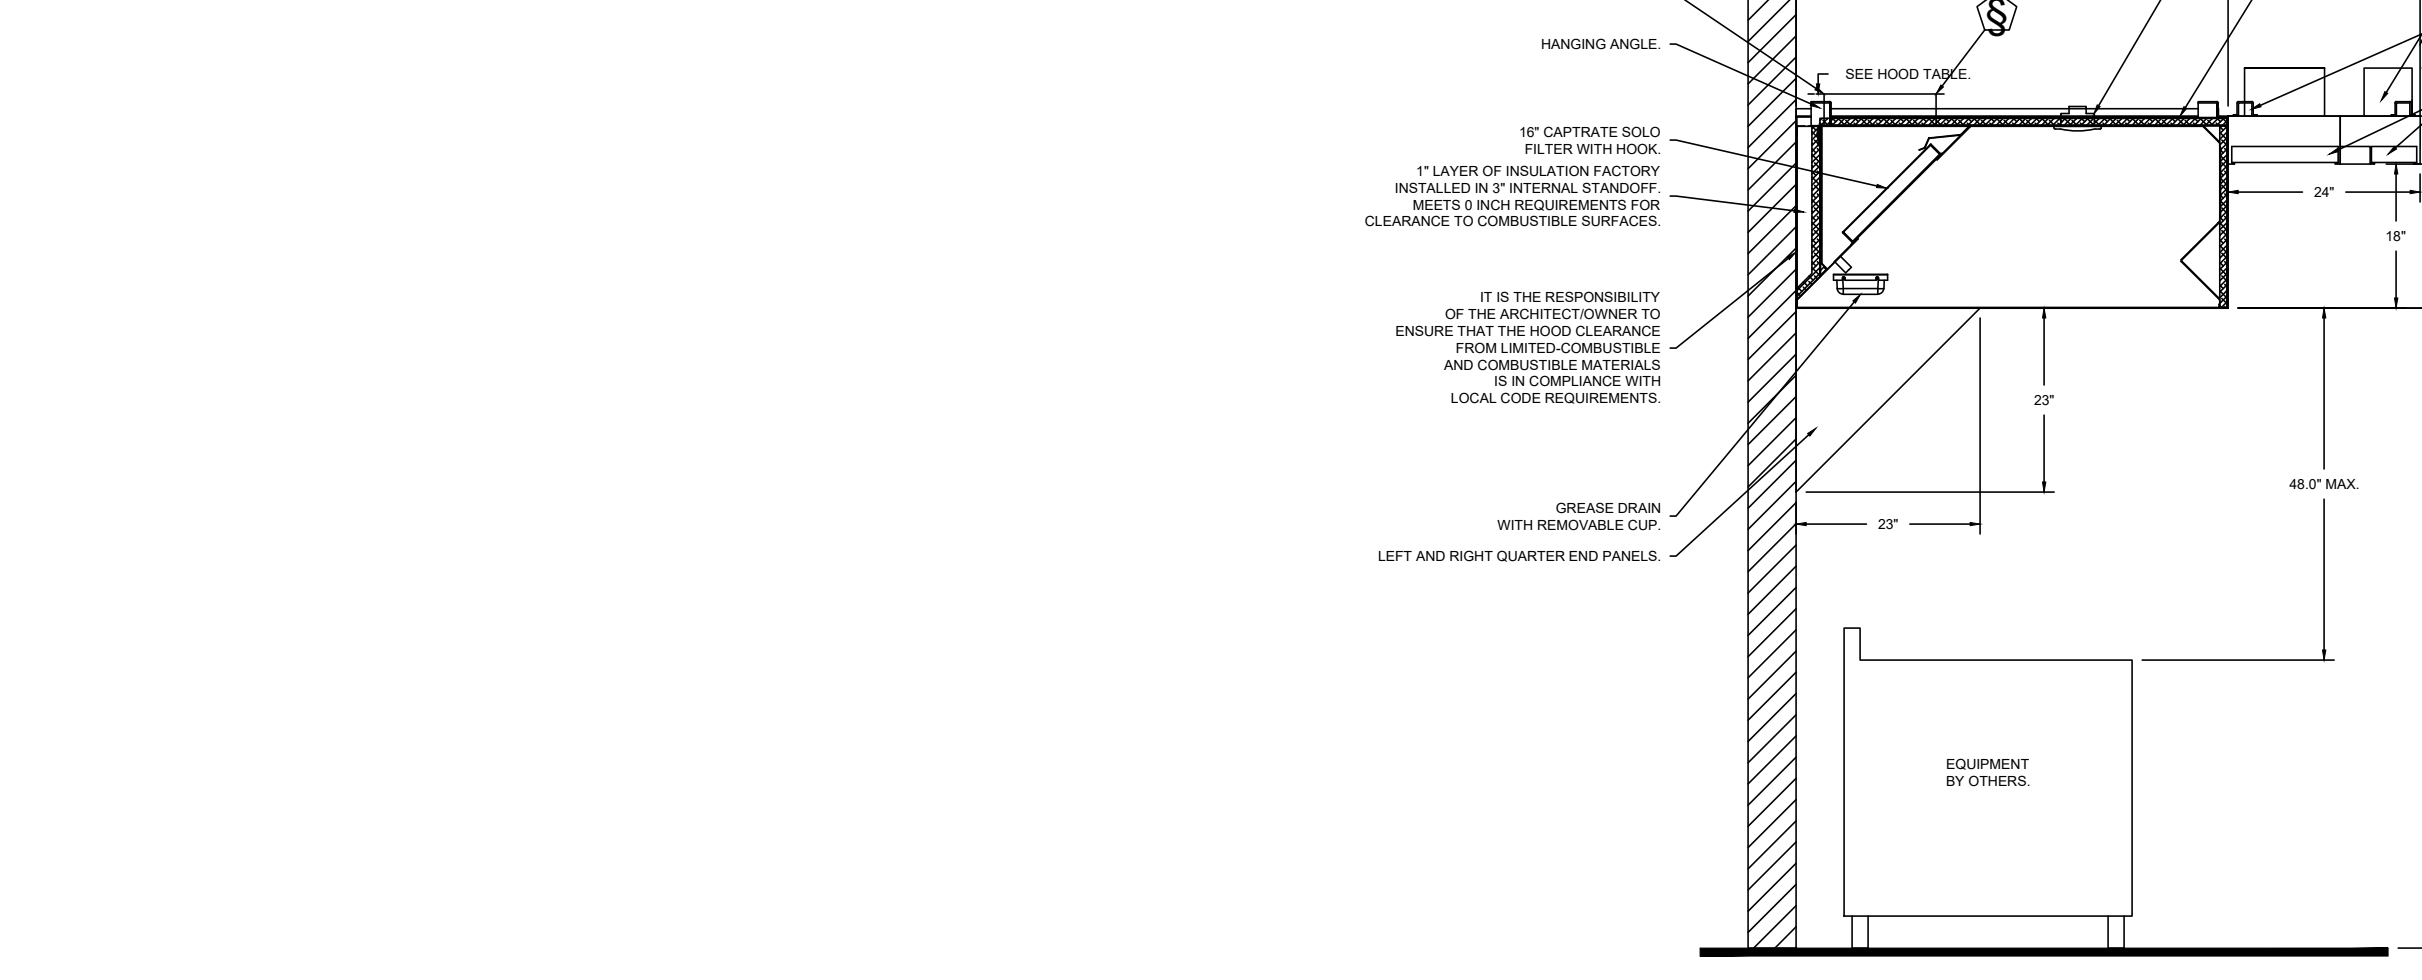 §
HANGING ANGLE.
SEE HOOD TABLE.
16" CAPTRATE SOLO
FILTER WITH HOOK.
1" LAYER OF INSULATION FACTORY
INSTALLED IN 3" INTERNAL STANDOFF.
MEETS 0 INCH REQUIREMENTS FOR
CLEARANCE TO COMBUSTIBLE SURFACES.
24"
18"
IT IS THE RESPONSIBILITY
OF THE ARCHITECT/OWNER TO
ENSURE THAT THE HOOD CLEARANCE
FROM LIMITED-COMBUSTIBLE
AND COMBUSTIBLE MATERIALS
IS IN COMPLIANCE WITH
LOCAL CODE REQUIREMENTS.
23"
48.0" MAX.
GREASE DRAIN
WITH REMOVABLE CUP.
23"
LEFT AND RIGHT QUARTER END PANELS.
EQUIPMENT
BY OTHERS.